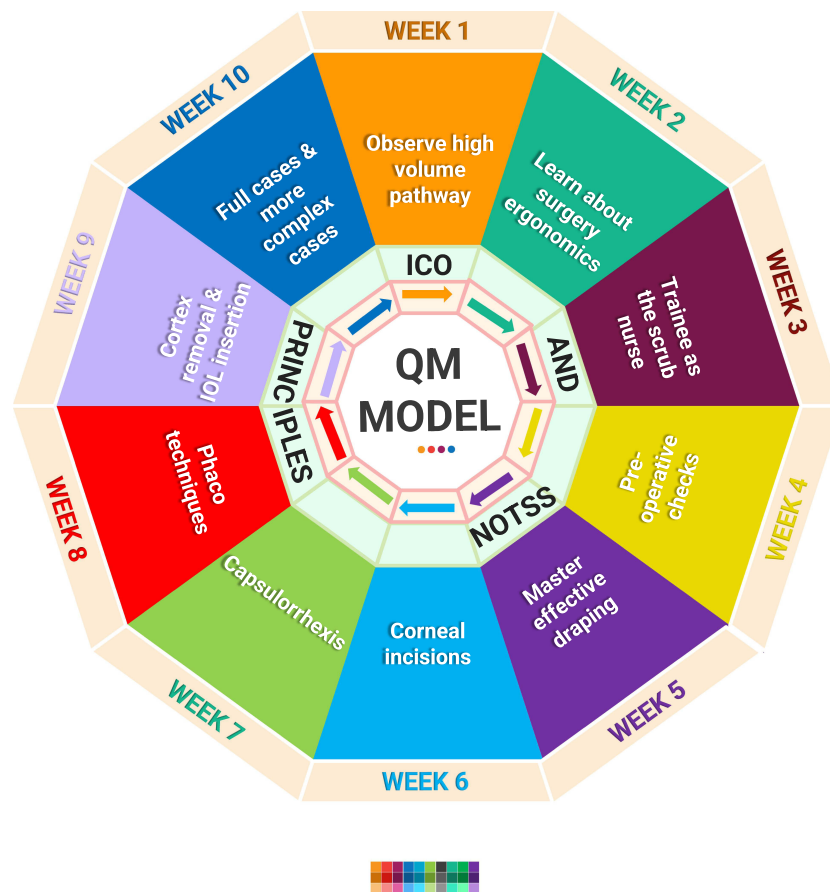 WEEK 1
Observe high
volume
pathway
WEEK 2
Learn about
surgery
ergonomics
WEEK 3
Trainee as
the scrub
nurse
WEEK 4
Pre-
operative
checks
WEEK 5
Master
effective
draping
WEEK 6
Corneal
incisions
WEEK 7
Capsulorrhexis
WEEK 8
Phaco
techniques
WEEK 9
Cortex
removal &
IOL insertion
WEEK 10
Full cases &
more
complex
cases
ICO
AND
NOTSS
PRINCIPLES
QM
MODEL